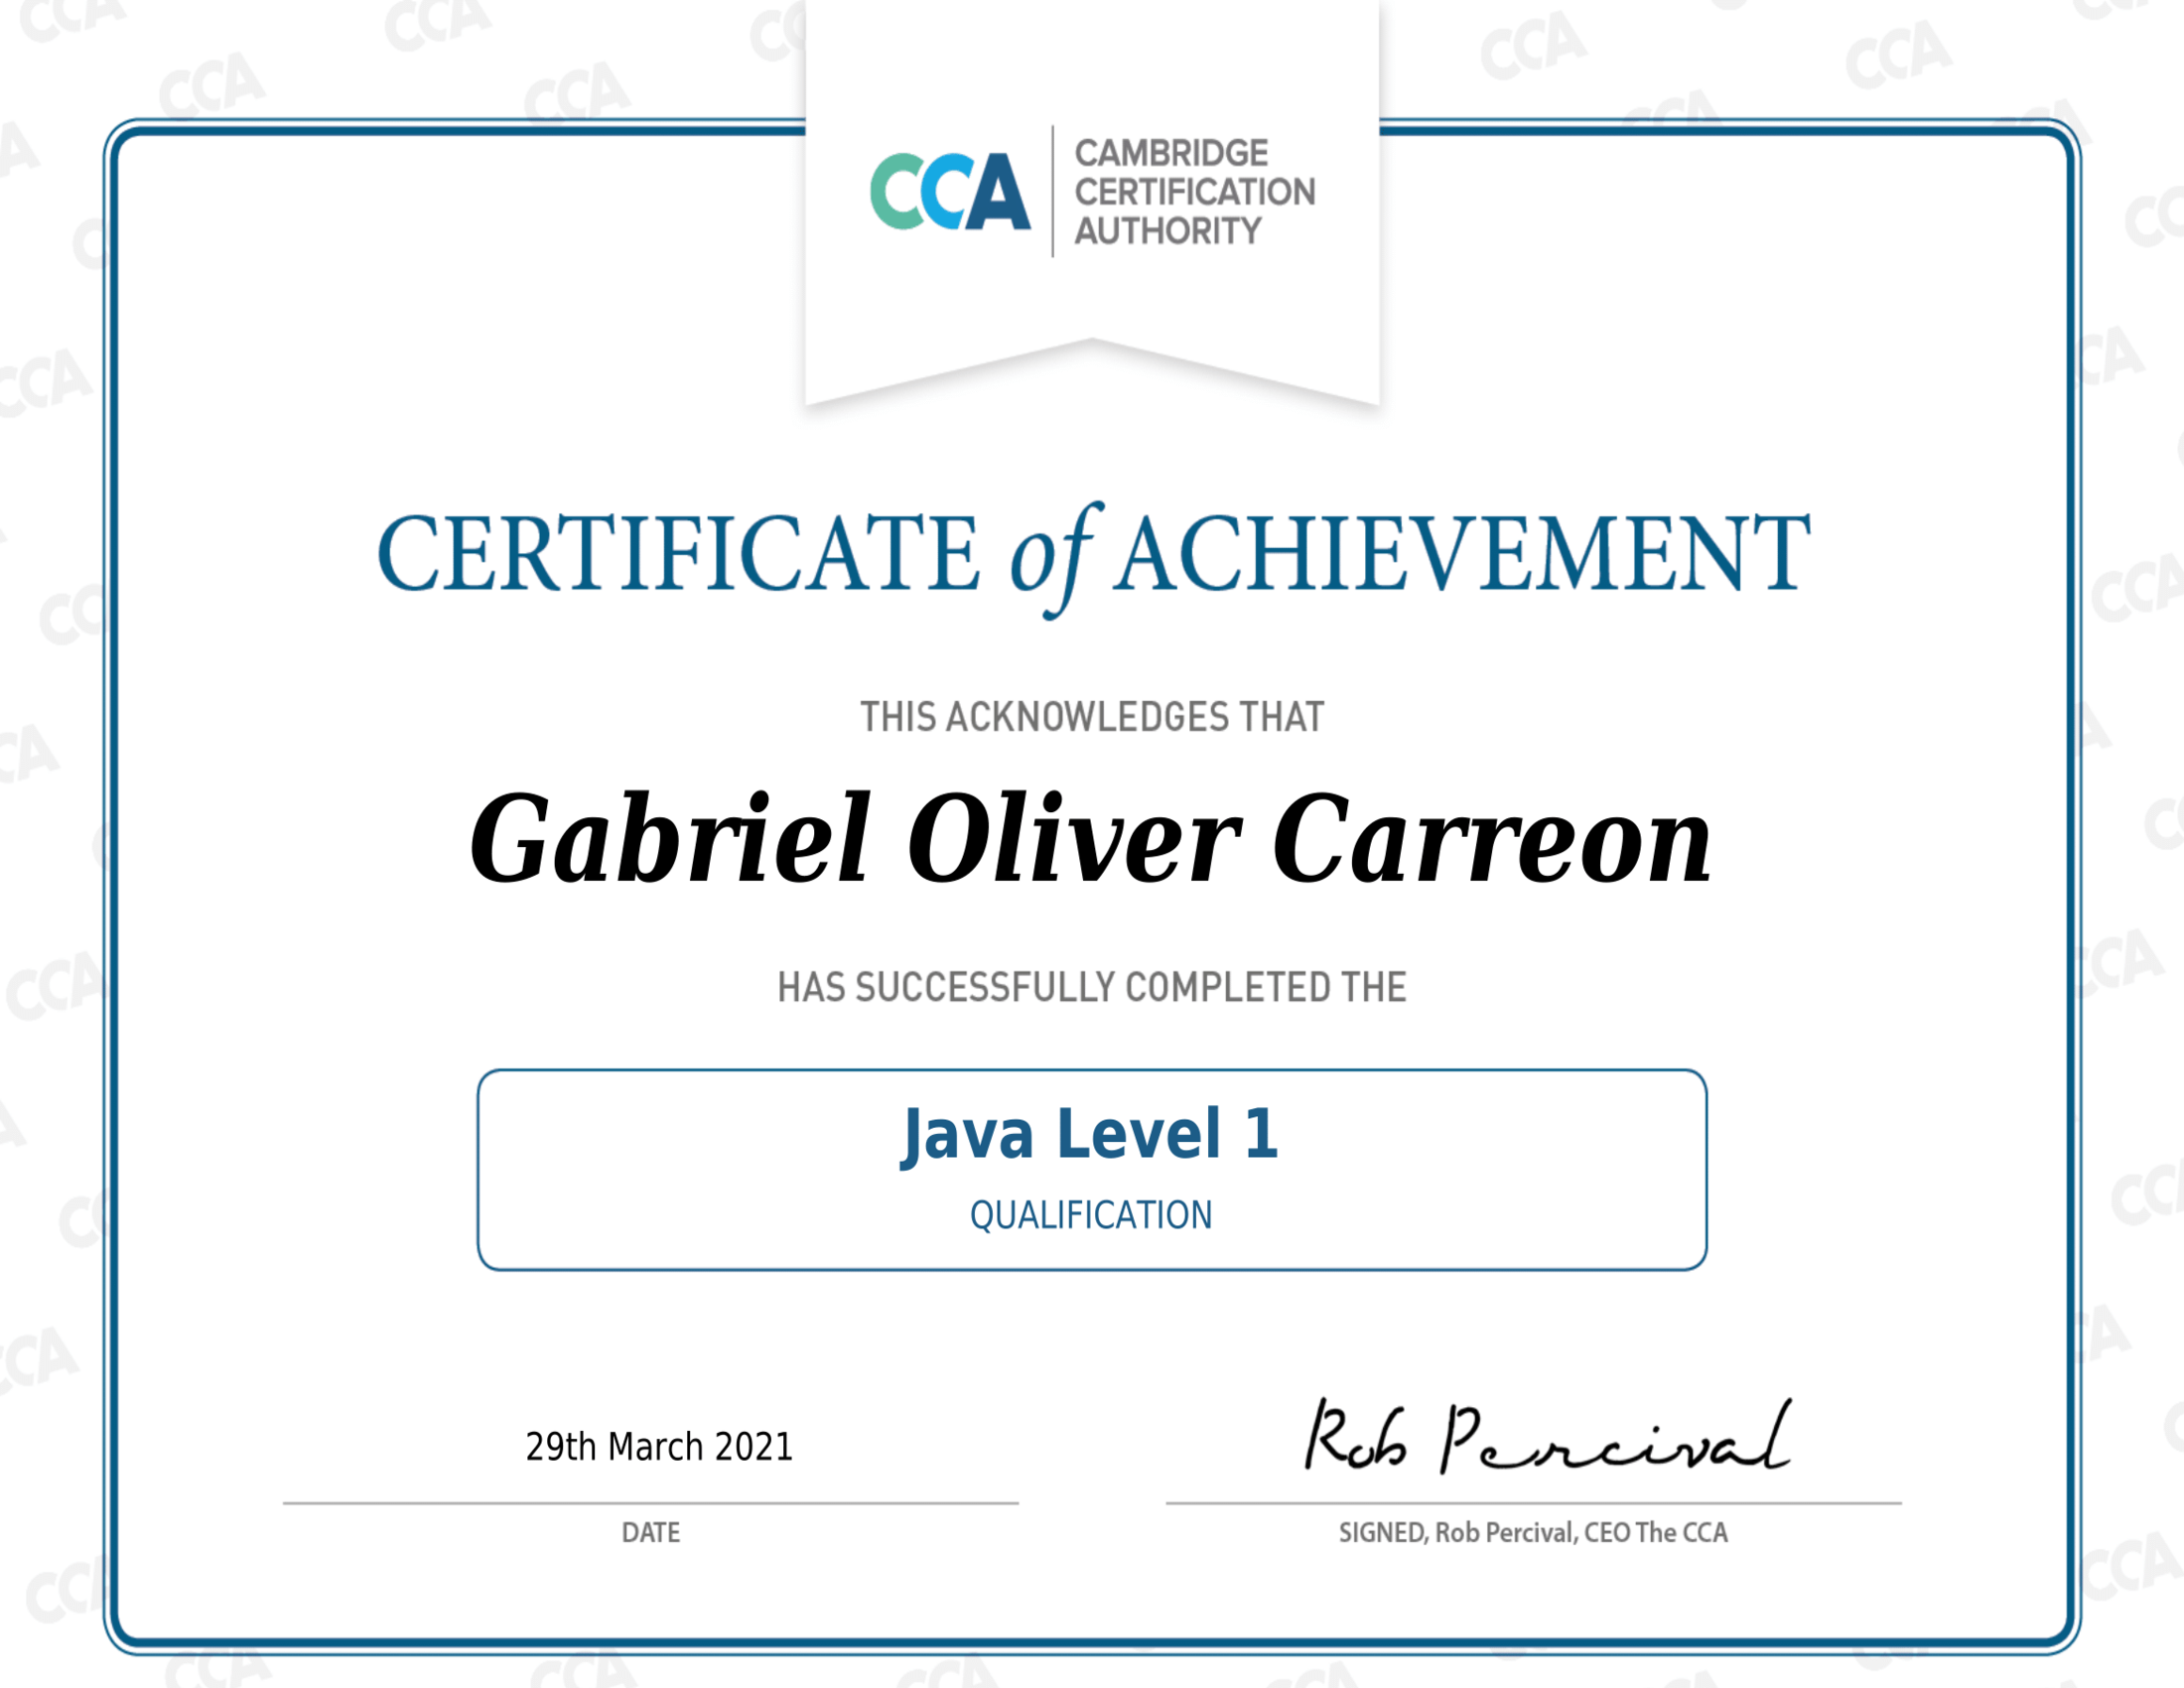 CCA
CAMBRIDGE
CERTIFICATION
AUTHORITY
CERTIFICATE of ACHIEVEMENT
THIS ACKNOWLEDGES THAT
Gabriel Oliver Carreon
HAS SUCCESSFULLY COMPLETED THE
Java Level 1
QUALIFICATION
29th March 2021
Rob Percival
DATE
SIGNED, Rob Percival, CEO The CCA